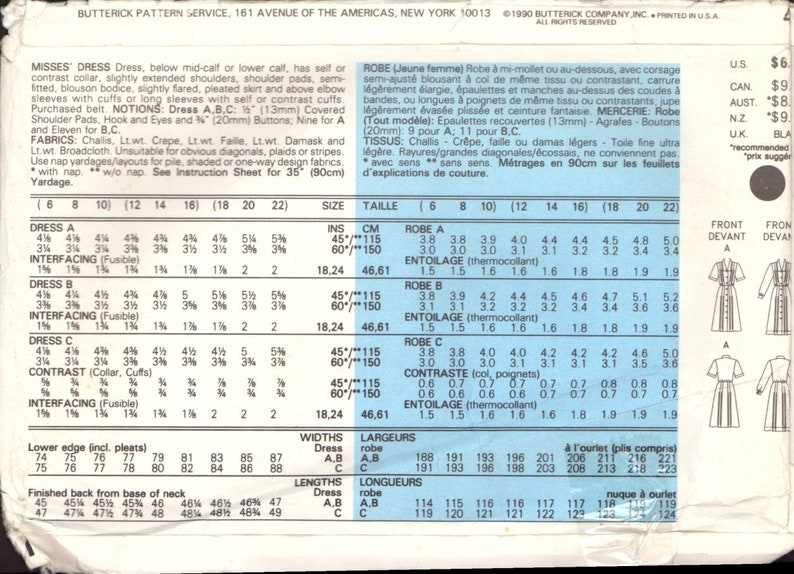 BUTTERICK PATTERN SERVICE, 161 AVENUE OF THE AMERICAS, NEW YORK 10013 ©1990 BUTTERICK COMPANY, INC. • PRINTED IN U.S.A.
ALL RIGHTS RESERVED
MISSES' DRESS Dress, below mid-calf or lower calf, has self or
contrast collar, slightly extended shoulders, shoulder pads, semi-
fitted, blouson bodice, slightly flared, pleated skirt and above elbow
sleeves with cuffs or long sleeves with self or contrast cuffs.
Purchased belt. NOTIONS: Dress A,B,C: ½" (13mm) Covered
Shoulder Pads, Hook and Eyes and ¾" (20mm) Buttons; Nine for A
and Eleven for B,C.
FABRICS: Challis, Lt.wt. Crepe, Lt.wt. Faille, Lt.wt. Damask and
Lt.wt. Broadcloth. Unsuitable for obvious diagonals, plaids or stripes.
Use nap yardages/layouts for pile, shaded or one-way design fabrics.
* with nap. ** w/o nap. See Instruction Sheet for 35" (90cm)
Yardage.
ROBE (Jeune femme) Robe à mi-mollet ou au-dessous, avec corsage
semi-ajusté blousant à col de même tissu ou contrastant, carrure
légèrement élargie, épaulettes et manches au-dessus des coudes à
bandes, ou longues à poignets de même tissu ou contrastants; jupe
légèrement évasée plissée et ceinture fantaisie. MERCERIE: Robe
(Tout modèle): Epaulettes recouvertes (13mm) - Agrafes - Boutons
(20mm): 9 pour A; 11 pour B,C.
TISSUS: Challis - Crêpe, faille ou damas légers - Toile fine ultra
légère. Rayures/grandes diagonales/écossais, ne conviennent pas.
* avec sens ** sans sens. Métrages en 90cm sur les feuillets
d'explications de couture.
U.S. $6.
CAN. $9
AUST. *$8.
N.Z. *$9.
U.K. BLA
*recommended
*prix suggér
(6 8 10) (12 14 16) (18 20 22) SIZE TAILLE (6 8 10) (12 14 16) (18 20 22)
DRESS A INS CM ROBE A
4⅛ 4⅛ 4¼ 4⅜ 4¾ 4¾ 4⅞ 5¼ 5⅜ 45*/** 115 3.8 3.8 3.9 4.0 4.4 4.4 4.5 4.8 5.0
3¼ 3¼ 3¼ 3⅜ 3⅜ 3½ 3½ 3⅝ 3¾ 60*/** 150 3.0 3.0 3.0 3.1 3.1 3.2 3.2 3.4 3.4
INTERFACING (Fusible) ENTOILAGE (thermocollant)
1⅝ 1⅝ 1¾ 1¾ 1¾ 1⅞ 1⅞ 2 2 18,24 46,61 1.5 1.5 1.6 1.6 1.6 1.8 1.8 1.9 1.9
DRESS B ROBE B
4⅛ 4¼ 4½ 4¾ 4⅞ 5 5⅛ 5½ 5⅝ 45*/** 115 3.8 3.9 4.2 4.4 4.5 4.6 4.7 5.1 5.2
3⅜ 3⅜ 3½ 3½ 3½ 3⅝ 3⅝ 3⅞ 3⅞ 60*/** 150 3.1 3.1 3.2 3.2 3.2 3.4 3.4 3.6 3.6
INTERFACING (Fusible) ENTOILAGE (thermocollant)
1⅝ 1⅝ 1¾ 1¾ 1⅞ 1⅞ 2 2 2 18,24 46,61 1.5 1.5 1.6 1.6 1.8 1.8 1.8 1.9 1.9
DRESS C ROBE C
4⅛ 4⅛ 4⅜ 4⅜ 4½ 4½ 4½ 5 5⅜ 45*/** 115 3.8 3.8 4.0 4.0 4.2 4.2 4.2 4.6 5.0
3¼ 3¼ 3¼ 3⅜ 3⅜ 3⅜ 3⅜ 3¾ 3⅞ 60*/** 150 3.0 3.0 3.0 3.1 3.1 3.1 3.1 3.5 3.6
CONTRAST (Collar, Cuffs) CONTRASTE (col, poignets)
⅝ ¾ ¾ ¾ ¾ ⅞ ⅞ ⅞ 45*/** 115 0.6 0.7 0.7 0.7 0.7 0.7 0.8 0.8 0.8
⅝ ⅝ ⅝ ⅝ ¾ ¾ ¾ ¾ ¾ 60*/** 150 0.6 0.6 0.6 0.6 0.7 0.7 0.7 0.7 0.7
INTERFACING (Fusible) ENTOILAGE (thermocollant)
1⅝ 1⅝ 1¾ 1¾ 1¾ 2 2 2 18,24 46,61 1.5 1.5 1.6 1.6 1.6 1.8 1.8 1.9 1.9
WIDTHS LARGEURS
Lower edge (incl. pleats) Dress robe à l'ourlet (plis compris)
74 75 76 77 79 81 83 85 87 A,B A,B 188 191 193 196 201 206 211 216 221
75 76 77 78 80 82 84 86 88 C C 191 193 196 198 203 208 213 218 223
LENGTHS LONGUEURS
Finished back from base of neck Dress robe nuque à ourlet
45 45¼ 45½ 45¾ 46 46¼ 46½ 46¾ 47 A,B A,B 114 115 116 116 117 117 118 119 119
47 47¼ 47½ 47¾ 48 48¼ 48½ 48¾ 49 C C 119 120 121 121 122 123 123 124 124
FRONT
DEVANT
A
FRON
DEVAN
A